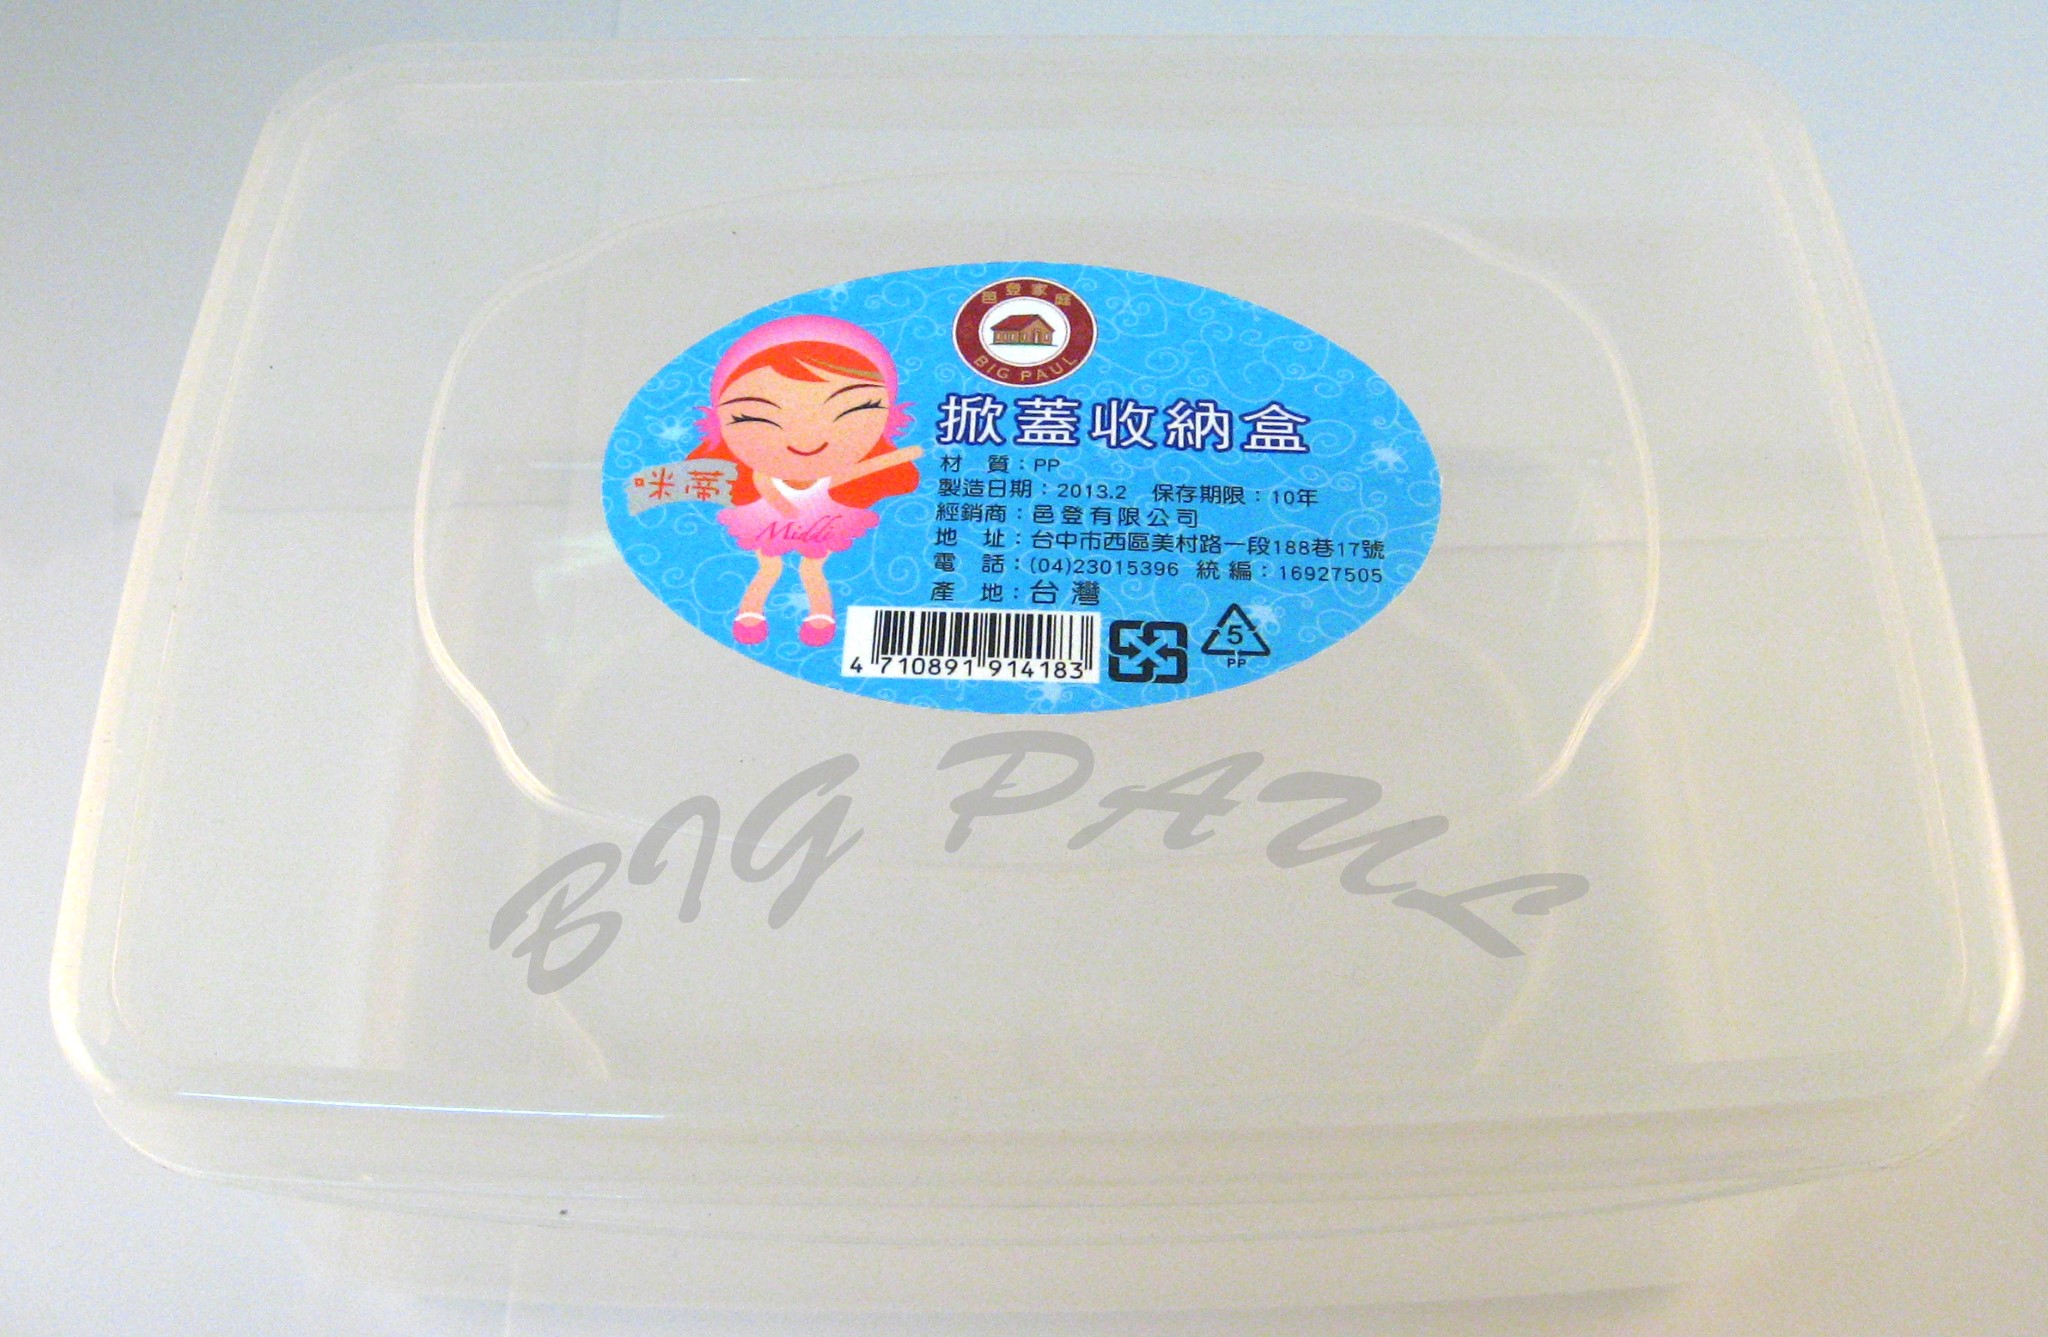 邑登家庭
BIG PAUL
掀蓋收納盒
材 質：PP
製造日期：2013.2 保存期限：10年
經銷商：邑登有限公司
地 址：台中市西區美村路一段188巷17號
電 話：(04)23015396 統編：16927505
產 地：台灣
咪
Middi
4 710891 914183
5
PP
BIG PAUL